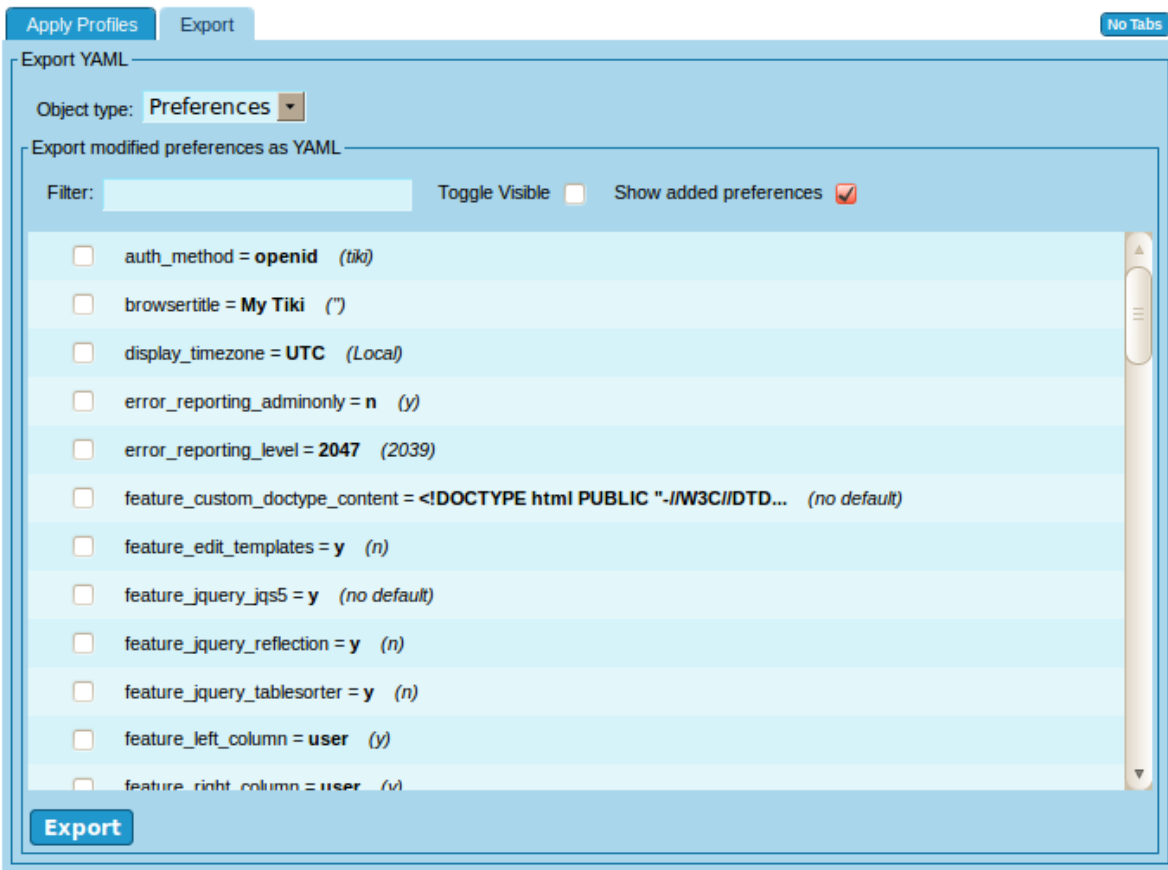 Apply Profiles Export No Tabs
Export YAML
Object type: Preferences
Export modified preferences as YAML
Filter: Toggle Visible Show added preferences
auth_method = openid (tiki)
browsertitle = My Tiki ('')
display_timezone = UTC (Local)
error_reporting_adminonly = n (y)
error_reporting_level = 2047 (2039)
feature_custom_doctype_content = <!DOCTYPE html PUBLIC "-//W3C//DTD... (no default)
feature_edit_templates = y (n)
feature_jquery_jqs5 = y (no default)
feature_jquery_reflection = y (n)
feature_jquery_tablesorter = y (n)
feature_left_column = user (y)
feature_right_column = user (y)
Export